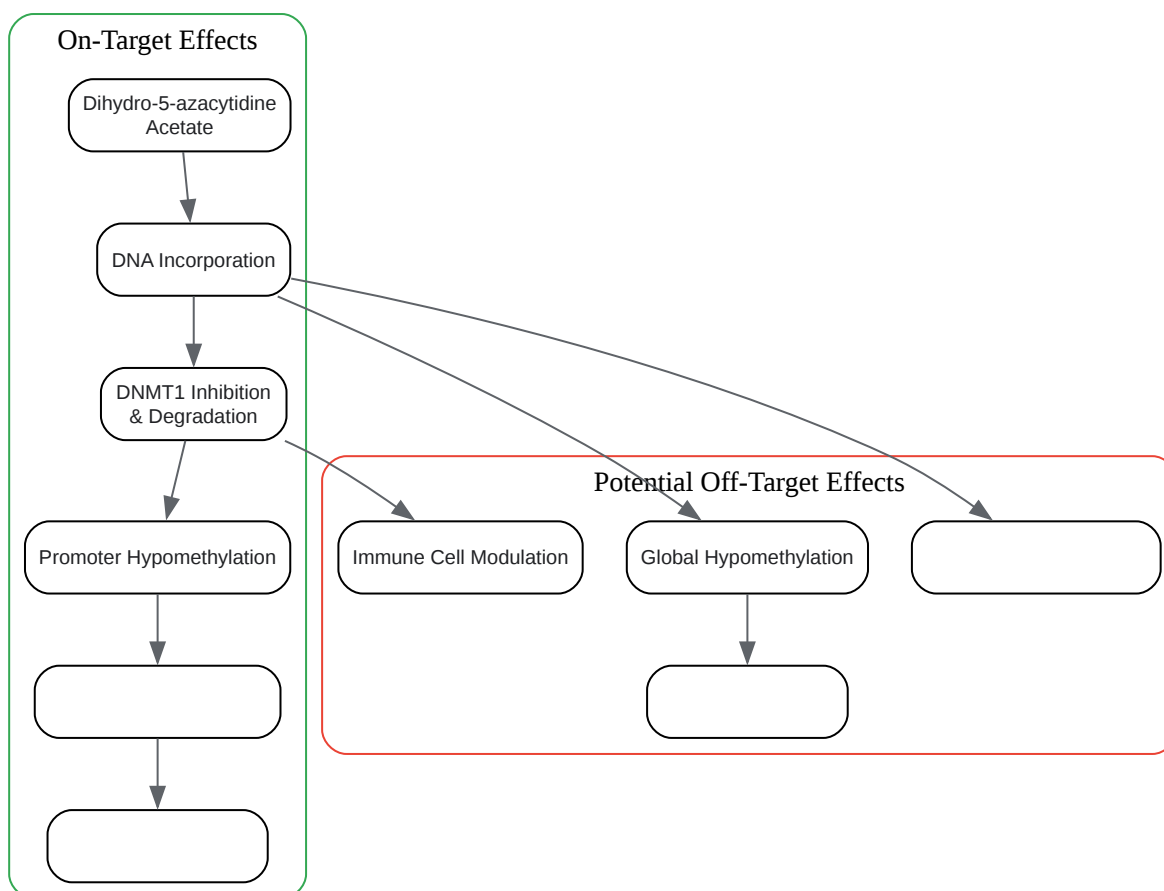 On-Target Effects
Dihydro-5-azacytidine
Acetate
DNA Incorporation
DNMT1 Inhibition
& Degradation
Potential Off-Target Effects
Promoter Hypomethylation
Immune Cell Modulation
Global Hypomethylation